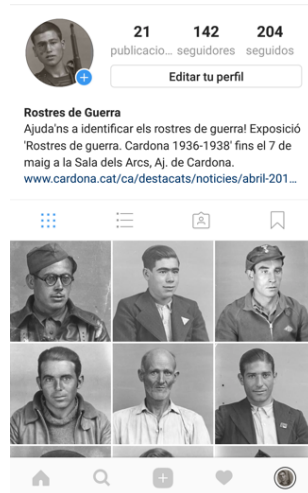 21 142 204
publicacio... seguidores seguidos
Editar tu perfil
Rostres de Guerra
Ajuda'ns a identificar els rostres de guerra! Exposició
'Rostres de guerra. Cardona 1936-1938' fins el 7 de
maig a la Sala dels Arcs, Aj. de Cardona.
www.cardona.cat/ca/destacats/noticies/abril-201...